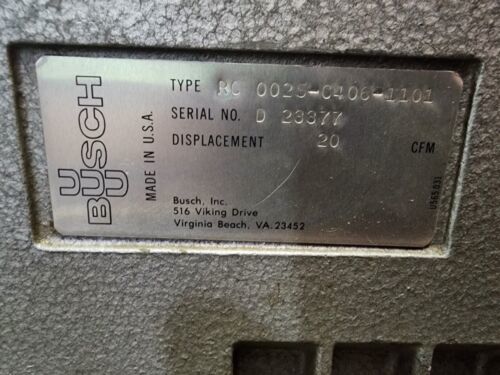 BUSCH
MADE IN U.S.A.
TYPE RC 0025-C406-1101
SERIAL NO. D 23377
DISPLACEMENT 20 CFM
Busch, Inc.
516 Viking Drive
Virginia Beach, VA.23452